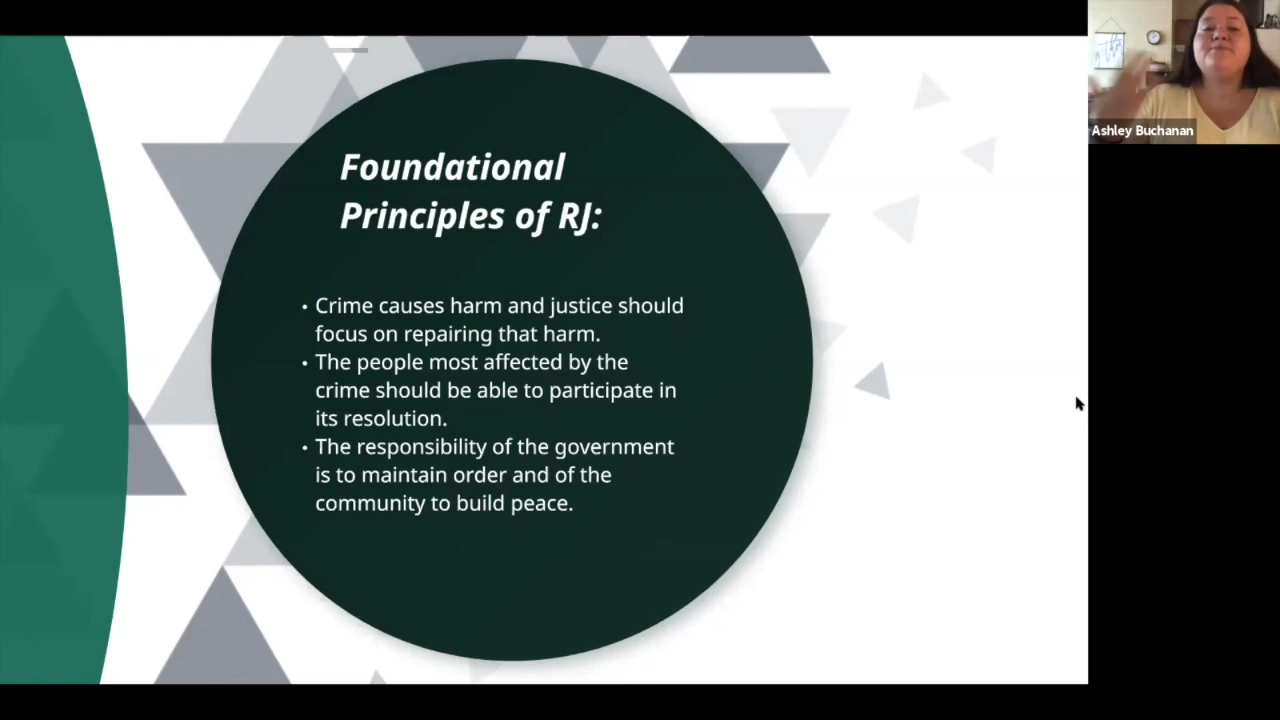 Foundational
Principles of RJ:
• Crime causes harm and justice should
focus on repairing that harm.
• The people most affected by the
crime should be able to participate in
its resolution.
• The responsibility of the government
is to maintain order and of the
community to build peace.
Ashley Buchanan